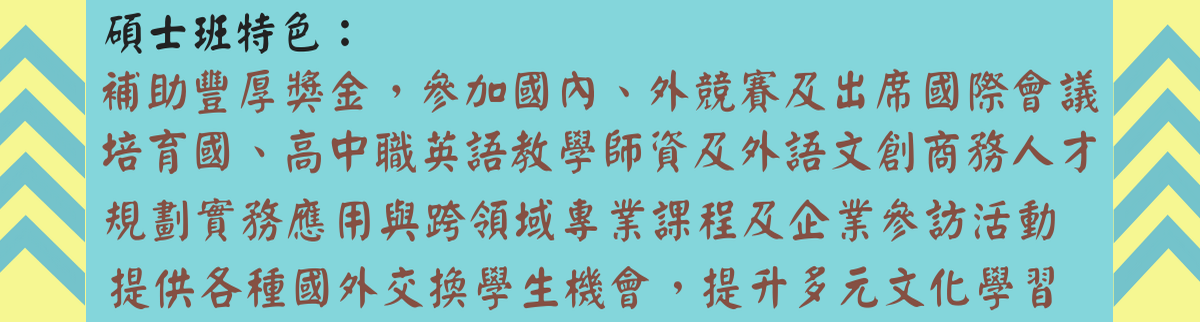 碩士班特色：
補助豐厚獎金，參加國內、外競賽及出席國際會議
培育國、高中職英語教學師資及外語文創商務人才
規劃實務應用與跨領域專業課程及企業參訪活動
提供各種國外交換學生機會，提升多元文化學習